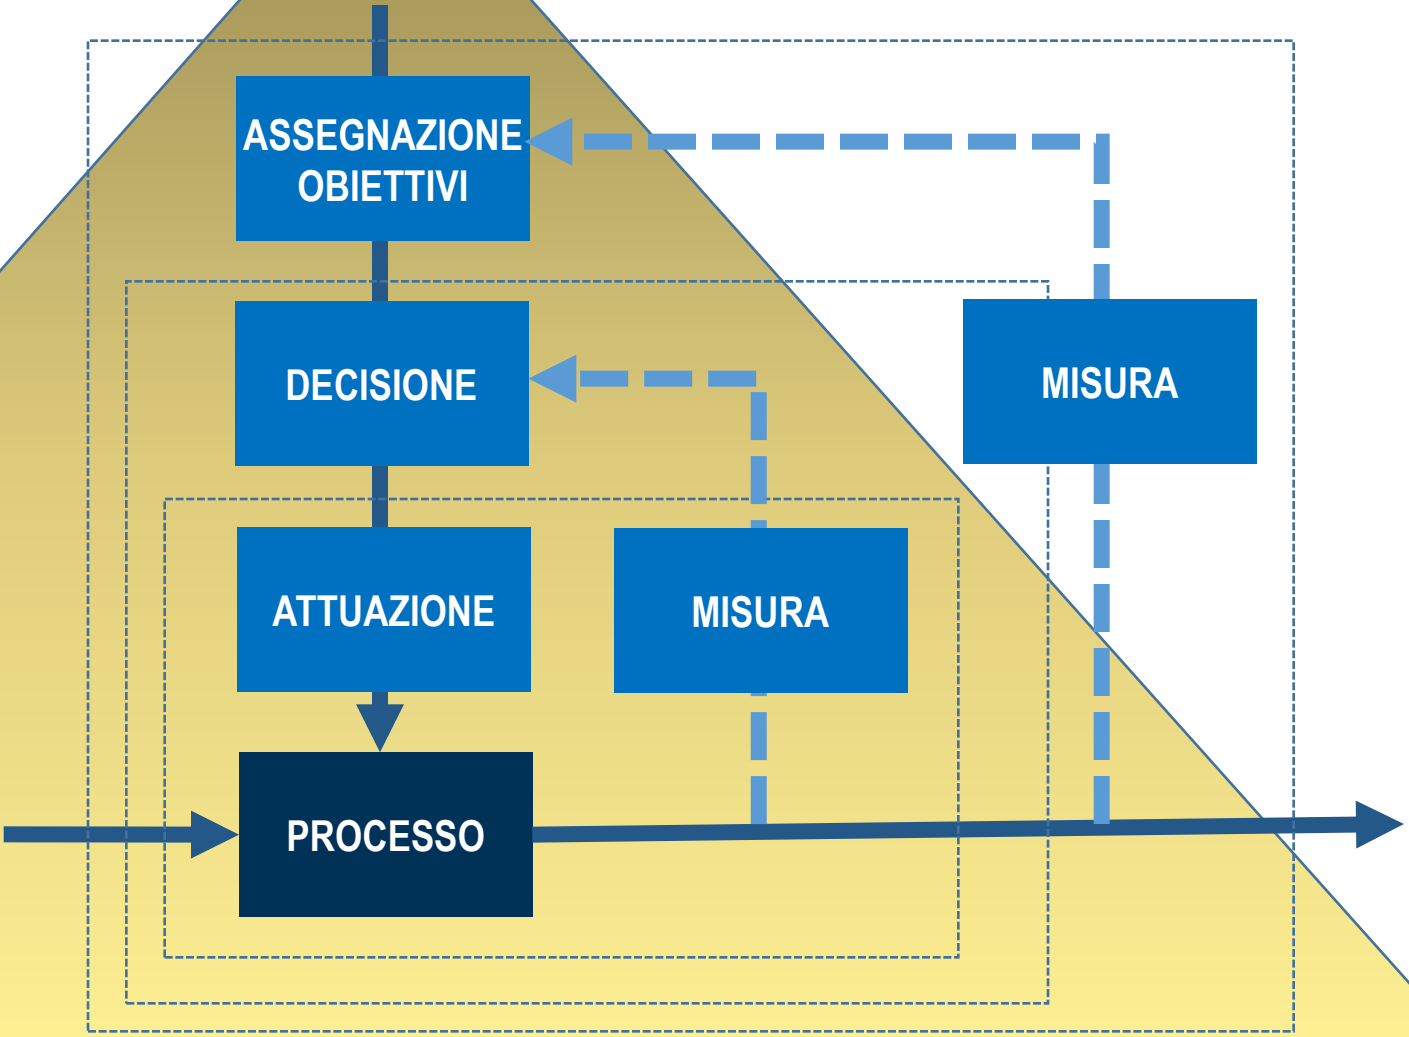 ASSEGNAZIONE
OBIETTIVI
DECISIONE
MISURA
ATTUAZIONE
MISURA
PROCESSO